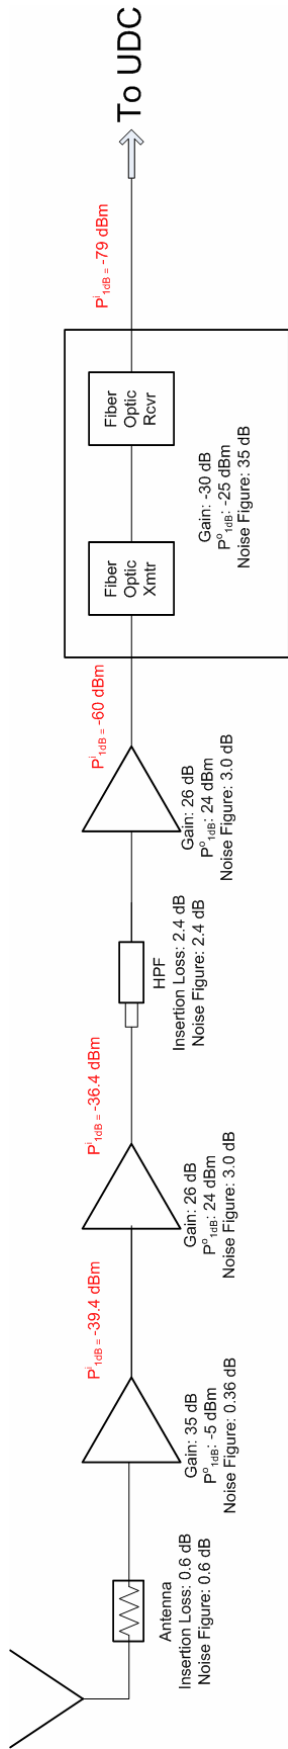 Antenna
Insertion Loss: 0.6 dB
Noise Figure: 0.6 dB
Gain: 35 dB
P°1dB: -5 dBm
Noise Figure: 0.36 dB
Pⁱ1dB = -39.4 dBm
Gain: 26 dB
P°1dB: 24 dBm
Noise Figure: 3.0 dB
Pⁱ1dB = -36.4 dBm
HPF
Insertion Loss: 2.4 dB
Noise Figure: 2.4 dB
Gain: 26 dB
P°1dB: 24 dBm
Noise Figure: 3.0 dB
Pⁱ1dB = -60 dBm
Fiber
Optic
Xmtr
Fiber
Optic
Rcvr
Gain: -30 dB
P°1dB: -25 dBm
Noise Figure: 35 dB
Pⁱ1dB = -79 dBm
To UDC